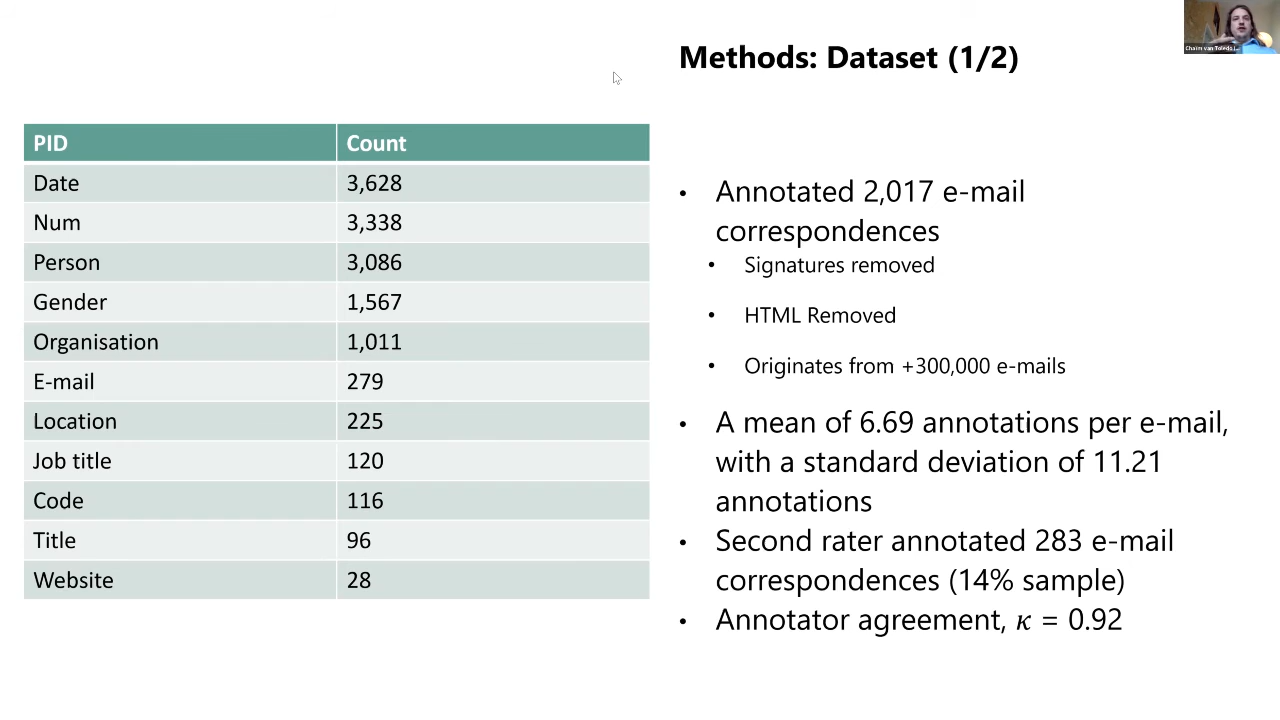 Methods: Dataset (1/2)
Chaïm van Toledo
PID Count
Date 3,628
Num 3,338
Person 3,086
Gender 1,567
Organisation 1,011
E-mail 279
Location 225
Job title 120
Code 116
Title 96
Website 28
• Annotated 2,017 e-mail
correspondences
• Signatures removed
• HTML Removed
• Originates from +300,000 e-mails
• A mean of 6.69 annotations per e-mail,
with a standard deviation of 11.21
annotations
• Second rater annotated 283 e-mail
correspondences (14% sample)
• Annotator agreement, κ = 0.92